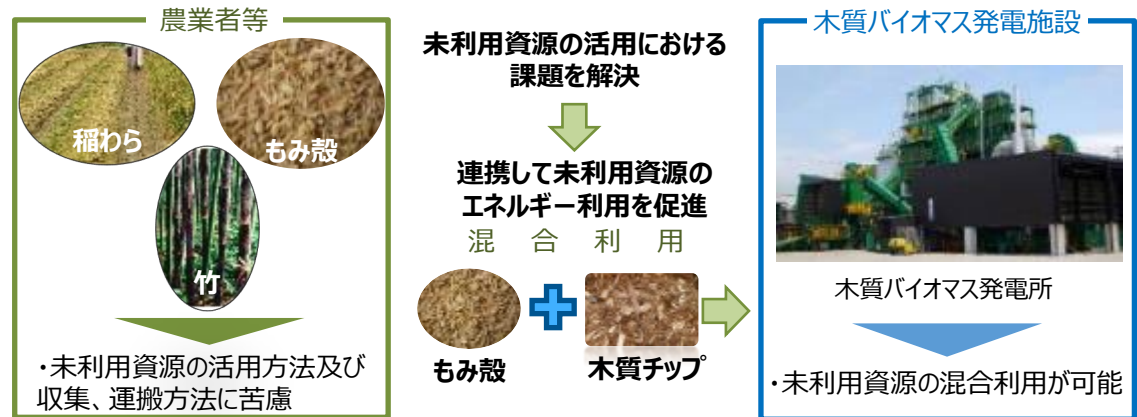 農業者等
稲わら
もみ殻
竹
・未利用資源の活用方法及び
収集、運搬方法に苦慮
未利用資源の活用における
課題を解決
連携して未利用資源の
エネルギー利用を促進
混合利用
もみ殻
木質チップ
木質バイオマス発電施設
木質バイオマス発電所
・未利用資源の混合利用が可能